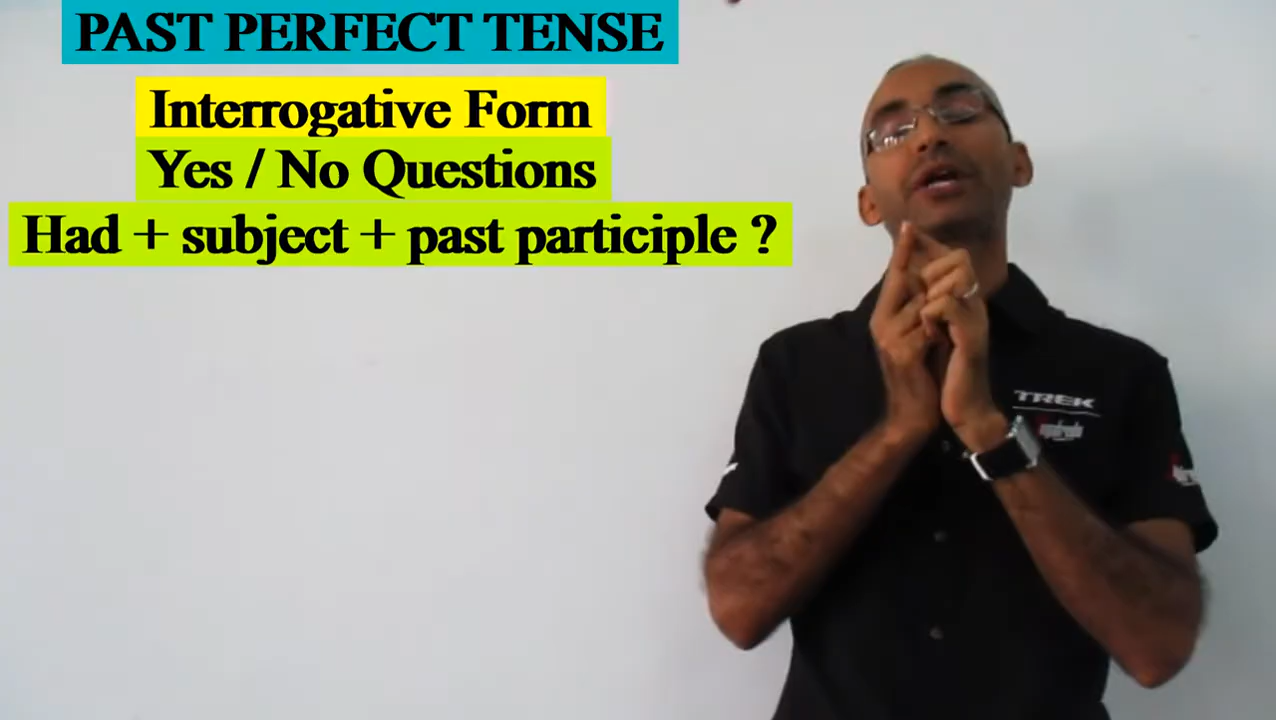 PAST PERFECT TENSE
Interrogative Form
Yes / No Questions
Had + subject + past participle ?
TREK